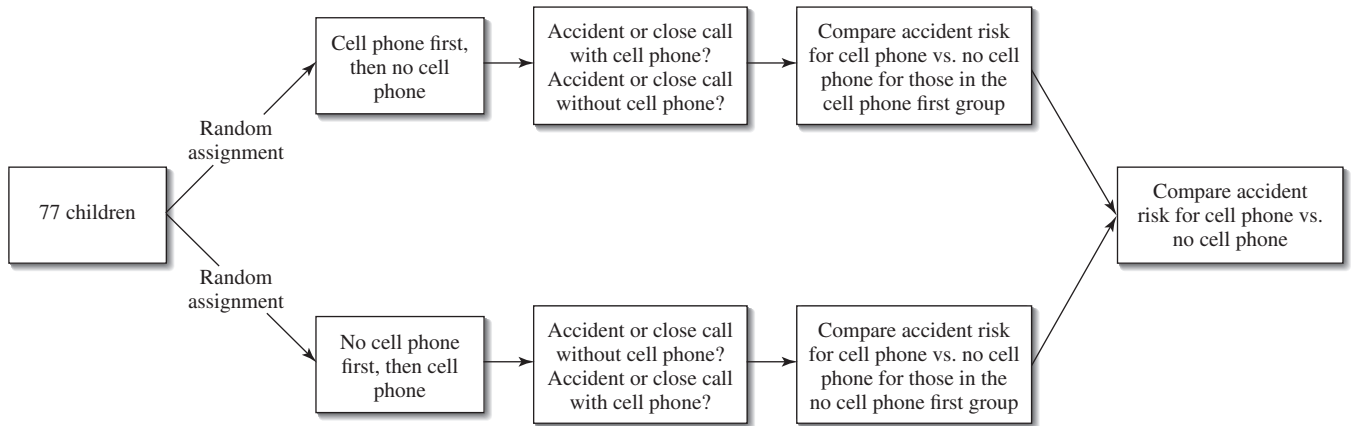 77 children
Random
assignment
Cell phone first,
then no cell
phone
Accident or close call
with cell phone?
Accident or close call
without cell phone?
Compare accident risk
for cell phone vs. no cell
phone for those in the
cell phone first group
Random
assignment
No cell phone
first, then cell
phone
Accident or close call
without cell phone?
Accident or close call
with cell phone?
Compare accident risk
for cell phone vs. no cell
phone for those in the
no cell phone first group
Compare accident
risk for cell phone vs.
no cell phone